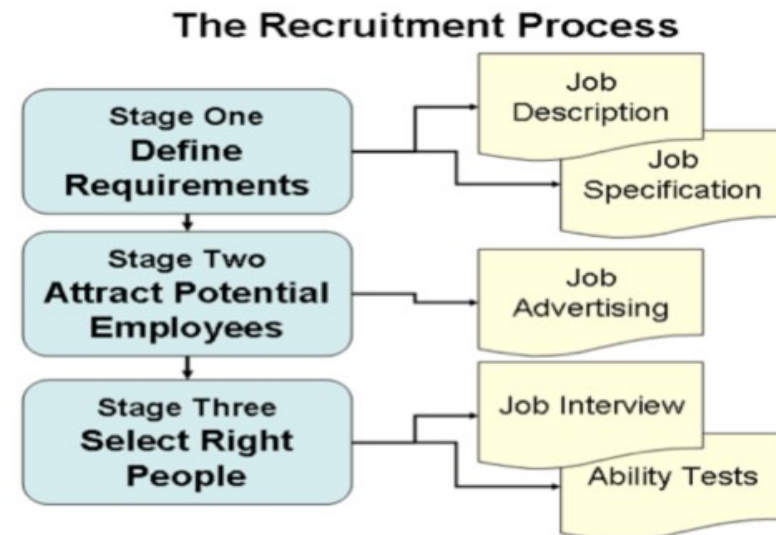 The Recruitment Process
Stage One
Define
Requirements
Job
Description
Job
Specification
Stage Two
Attract Potential
Employees
Job
Advertising
Stage Three
Select Right
People
Job Interview
Ability Tests